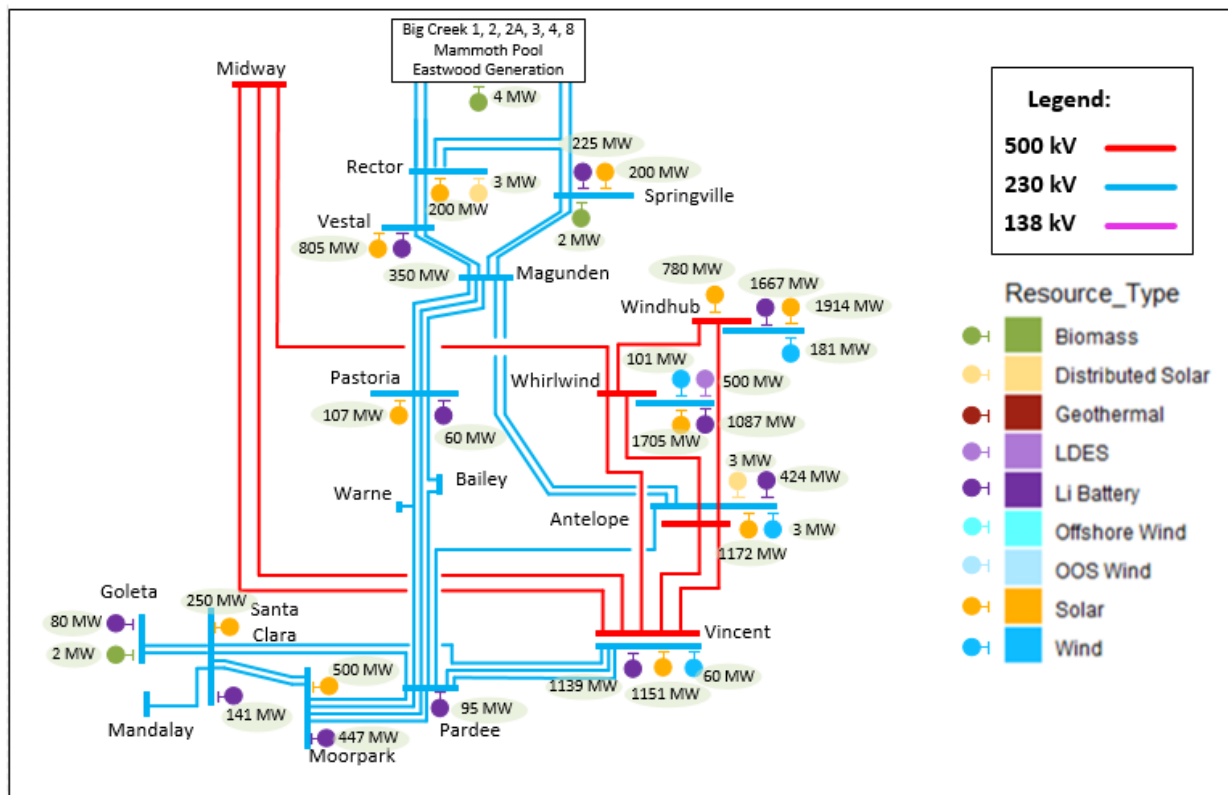 Big Creek 1, 2, 2A, 3, 4, 8
Mammoth Pool
Eastwood Generation
Midway
4 MW
Legend:
500 kV
230 kV
138 kV
225 MW
Rector
3 MW
200 MW
200 MW
Springville
Vestal
2 MW
805 MW
350 MW
Magunden
780 MW
1667 MW
1914 MW
Windhub
181 MW
101 MW
Whirlwind
500 MW
1087 MW
1705 MW
Pastoria
107 MW
60 MW
Bailey
Warne
3 MW
424 MW
Antelope
3 MW
1172 MW
Resource_Type
Biomass
Distributed Solar
Geothermal
LDES
Li Battery
Offshore Wind
OOS Wind
Solar
Wind
Goleta
250 MW
Santa
Clara
80 MW
2 MW
500 MW
Vincent
1139 MW
1151 MW
60 MW
Mandalay
141 MW
447 MW
Moorpark
95 MW
Pardee